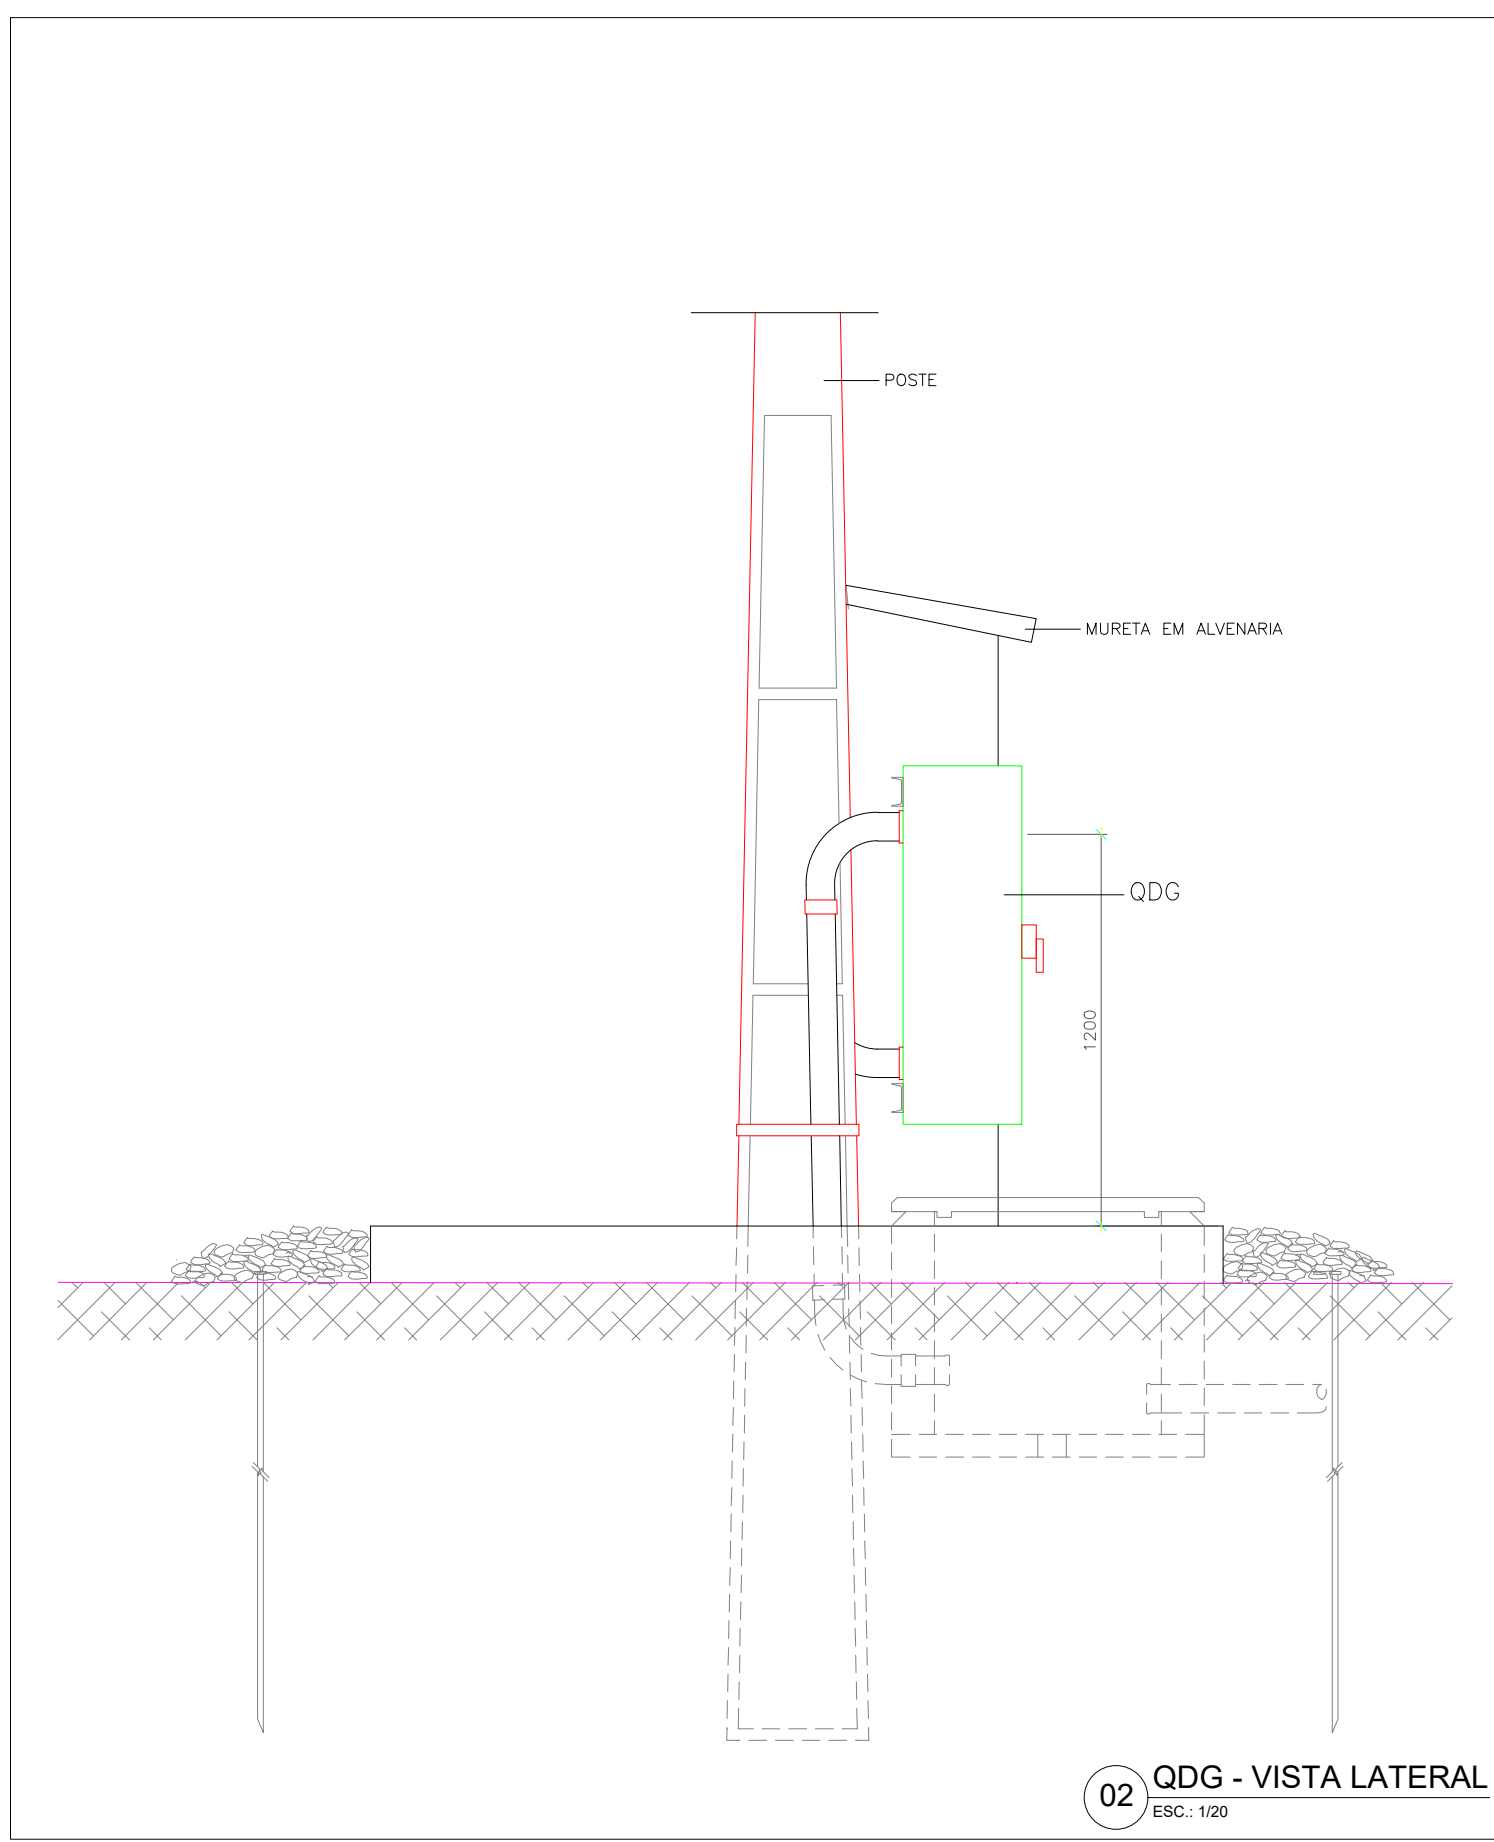 POSTE
MURETA EM ALVENARIA
QDG
1200
02
QDG - VISTA LATERAL
ESC.: 1/20